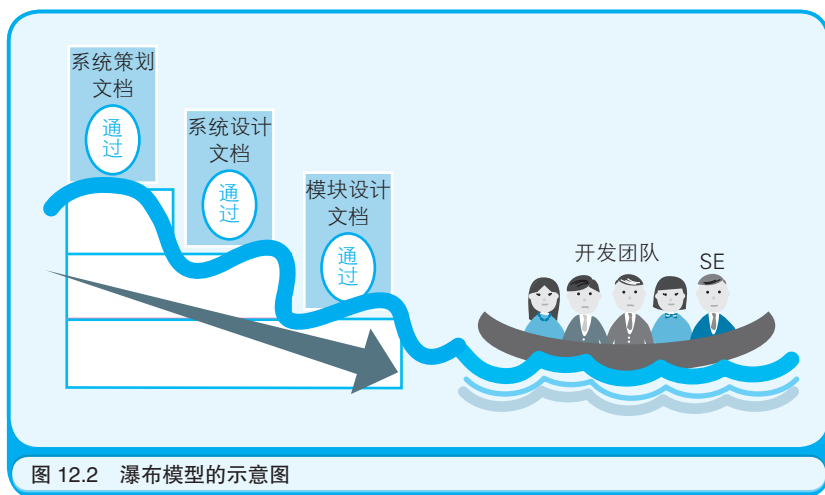 系统策划
文档
通
过
系统设计
文档
通
过
模块设计
文档
通
过
开发团队
SE
图 12.2 瀑布模型的示意图